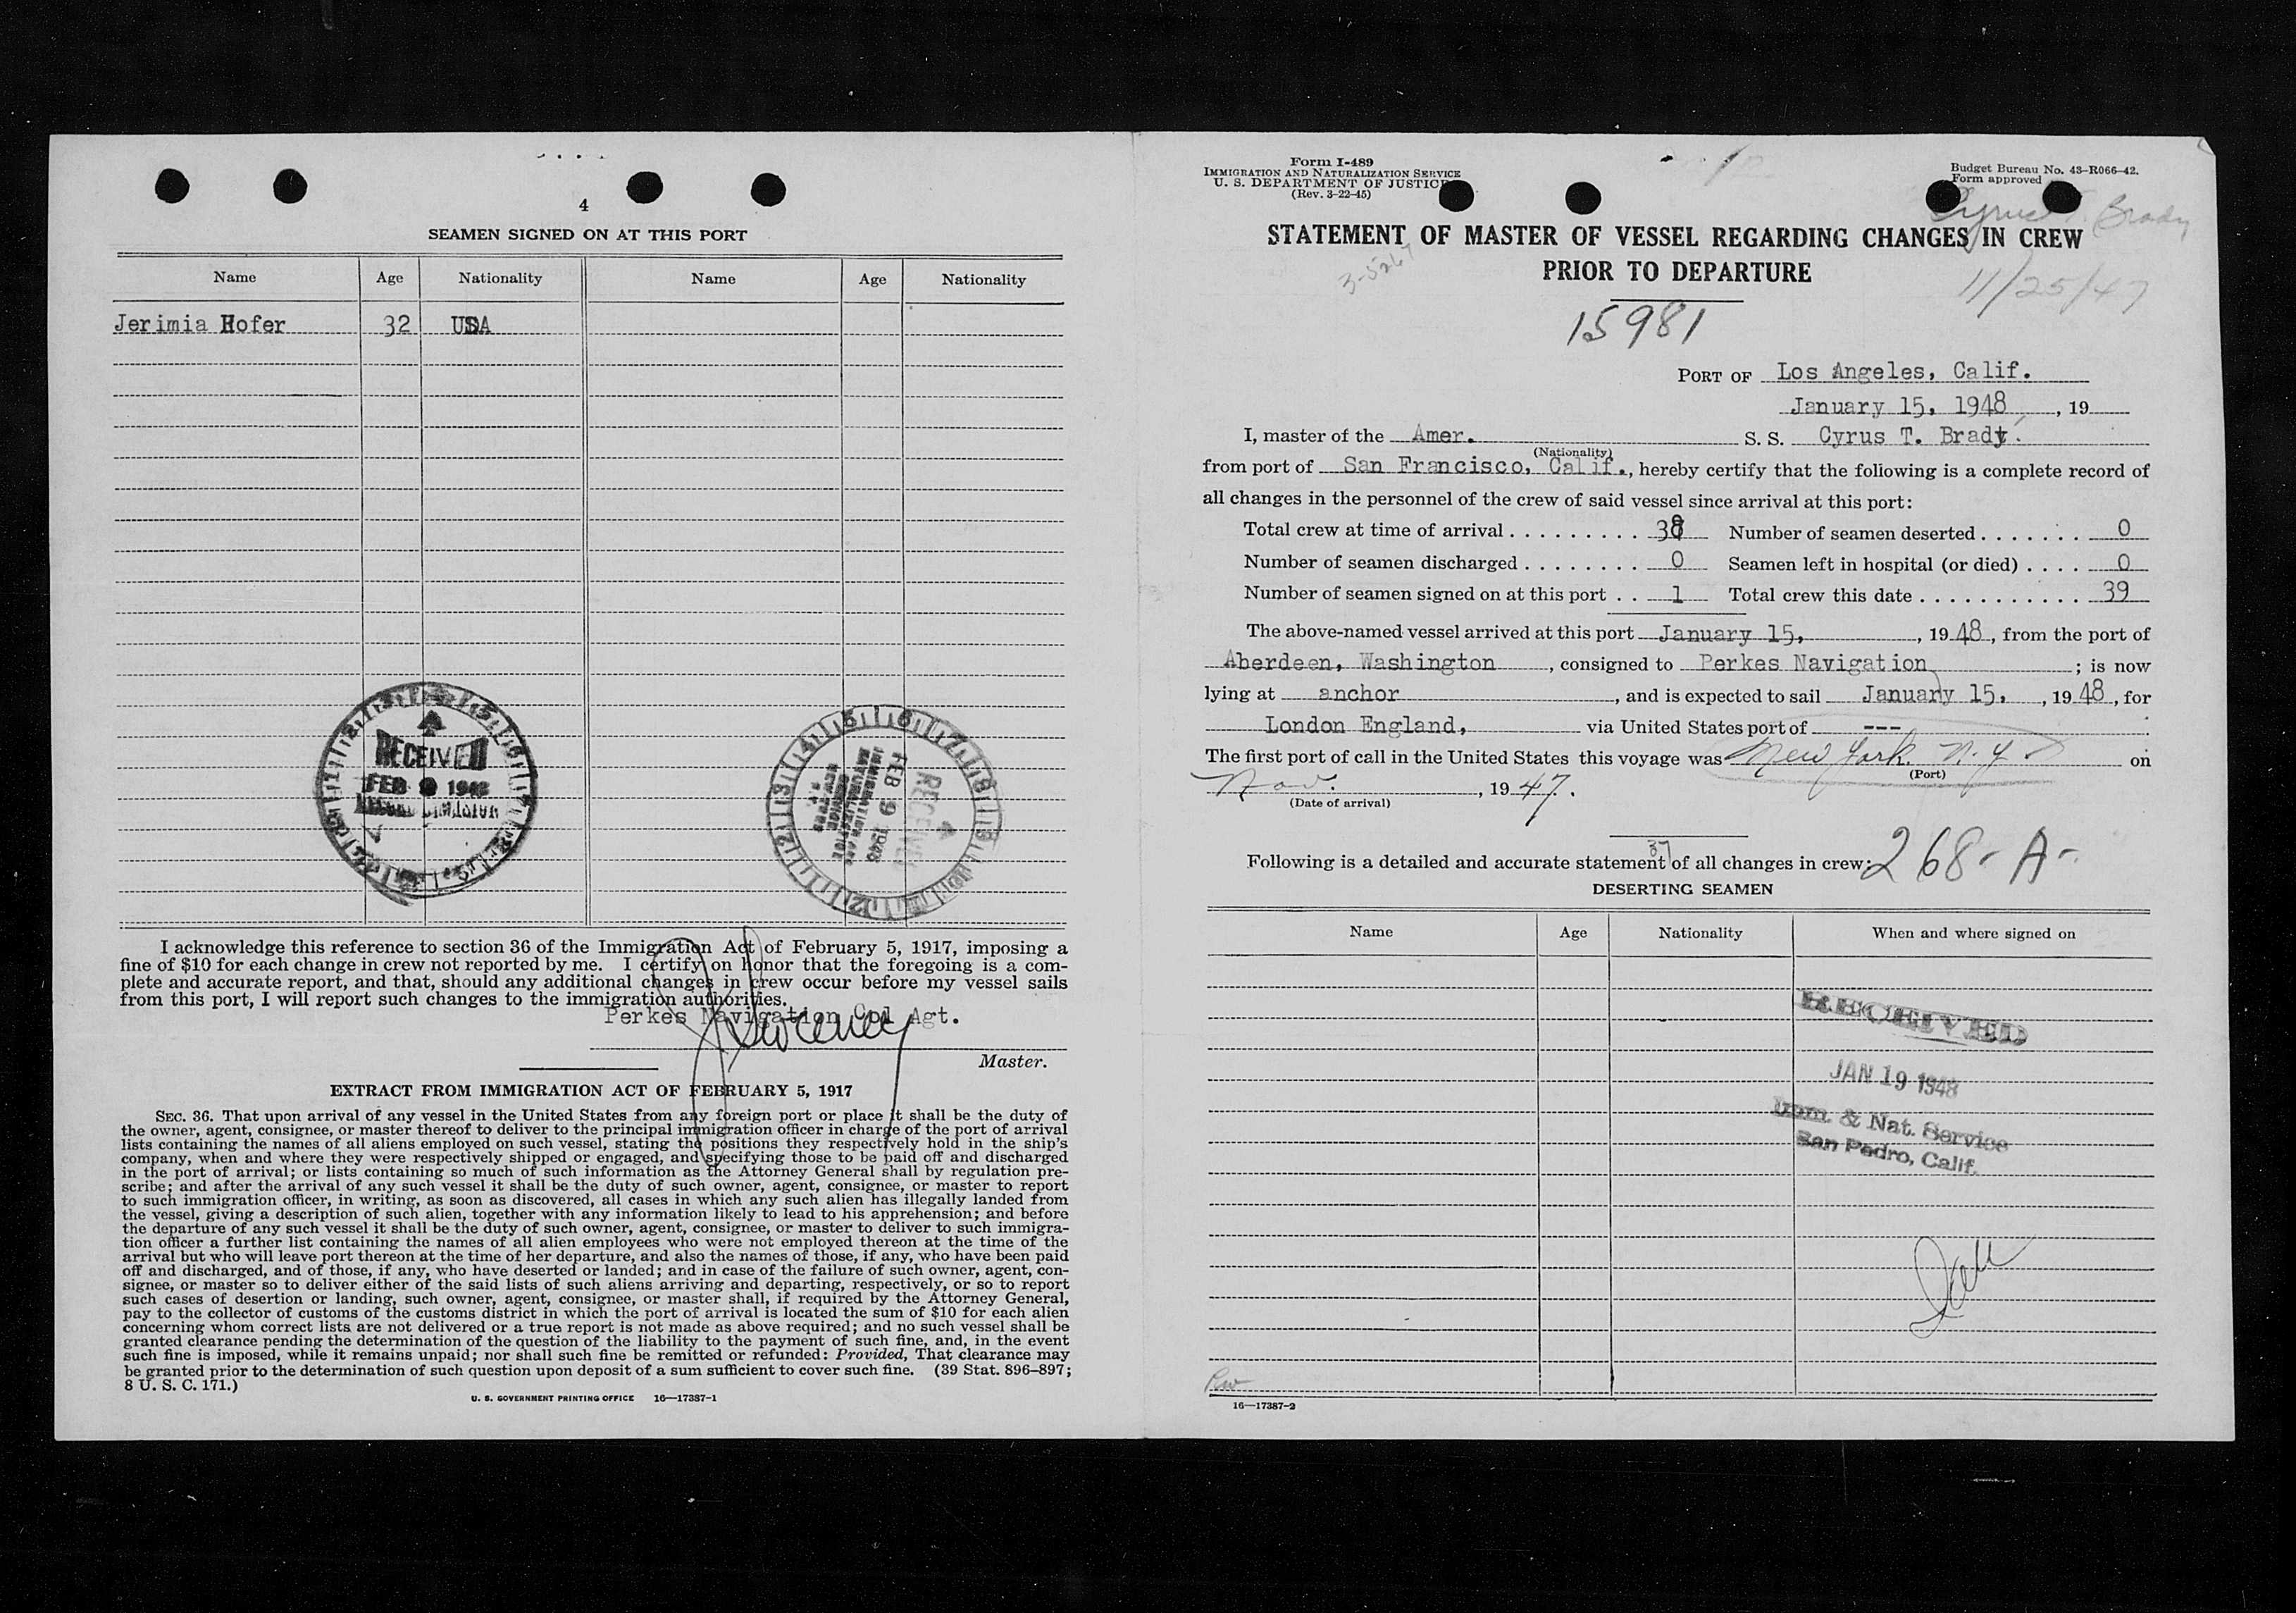 4
SEAMEN SIGNED ON AT THIS PORT
Name Age Nationality Name Age Nationality
Jerimia Hofer 32 USA
RECEIVED
FEB 9 1948
RECORD DIVISION
RECEIVED
FEB 9 1948
IMMIGRATION AND
NATURALIZATION
SERVICE
NEW YORK
I acknowledge this reference to section 36 of the Immigration Act of February 5, 1917, imposing a
fine of $10 for each change in crew not reported by me. I certify on honor that the foregoing is a com-
plete and accurate report, and that, should any additional changes in crew occur before my vessel sails
from this port, I will report such changes to the immigration authorities.
Perkes Navigation Col Agt.
Master.
EXTRACT FROM IMMIGRATION ACT OF FEBRUARY 5, 1917
SEC. 36. That upon arrival of any vessel in the United States from any foreign port or place it shall be the duty of
the owner, agent, consignee, or master thereof to deliver to the principal immigration officer in charge of the port of arrival
lists containing the names of all aliens employed on such vessel, stating the positions they respectively hold in the ship's
company, when and where they were respectively shipped or engaged, and specifying those to be paid off and discharged
in the port of arrival; or lists containing so much of such information as the Attorney General shall by regulation pre-
scribe; and after the arrival of any such vessel it shall be the duty of such owner, agent, consignee, or master to report
to such immigration officer, in writing, as soon as discovered, all cases in which any such alien has illegally landed from
the vessel, giving a description of such alien, together with any information likely to lead to his apprehension; and before
the departure of any such vessel it shall be the duty of such owner, agent, consignee, or master to deliver to such immigra-
tion officer a further list containing the names of all alien employees who were not employed thereon at the time of the
arrival but who will leave port thereon at the time of her departure, and also the names of those, if any, who have been paid
off and discharged, and of those, if any, who have deserted or landed; and in case of the failure of such owner, agent, con-
signee, or master so to deliver either of the said lists of such aliens arriving and departing, respectively, or so to report
such cases of desertion or landing, such owner, agent, consignee, or master shall, if required by the Attorney General,
pay to the collector of customs of the customs district in which the port of arrival is located the sum of $10 for each alien
concerning whom correct lists are not delivered or a true report is not made as above required; and no such vessel shall be
granted clearance pending the determination of the question of the liability to the payment of such fine, and, in the event
such fine is imposed, while it remains unpaid; nor shall such fine be remitted or refunded: Provided, That clearance may
be granted prior to the determination of such question upon deposit of a sum sufficient to cover such fine. (39 Stat. 896–897;
8 U. S. C. 171.)
U. S. GOVERNMENT PRINTING OFFICE 16—17387-1
Form I-489
IMMIGRATION AND NATURALIZATION SERVICE
U. S. DEPARTMENT OF JUSTICE
(Rev. 3-22-45)
Budget Bureau No. 43–R066–42.
Form approved
Cyrus T. Brady
STATEMENT OF MASTER OF VESSEL REGARDING CHANGES IN CREW
PRIOR TO DEPARTURE
3-5267
11/25/47
15981
PORT OF Los Angeles, Calif.
January 15, 1948, 19
I, master of the Amer. S. S. Cyrus T. Brady.
(Nationality)
from port of San Francisco, Calif., hereby certify that the following is a complete record of
all changes in the personnel of the crew of said vessel since arrival at this port:
Total crew at time of arrival . . . . . . . . . 38 Number of seamen deserted . . . . . . . 0
Number of seamen discharged . . . . . . . . 0 Seamen left in hospital (or died) . . . . 0
Number of seamen signed on at this port . . 1 Total crew this date . . . . . . . . . . . 39
The above-named vessel arrived at this port January 15, , 19 48, from the port of
Aberdeen, Washington , consigned to Perkes Navigation ; is now
lying at anchor , and is expected to sail January 15, , 19 48, for
London England, via United States port of --- .
The first port of call in the United States this voyage was New York. N. Y on
(Port)
Nov. , 19 47.
(Date of arrival)
37
Following is a detailed and accurate statement of all changes in crew: 268-A-
DESERTING SEAMEN
Name Age Nationality When and where signed on
RECEIVED
JAN 19 1948
Imm. & Nat. Service
San Pedro, Calif.
16—17387-2